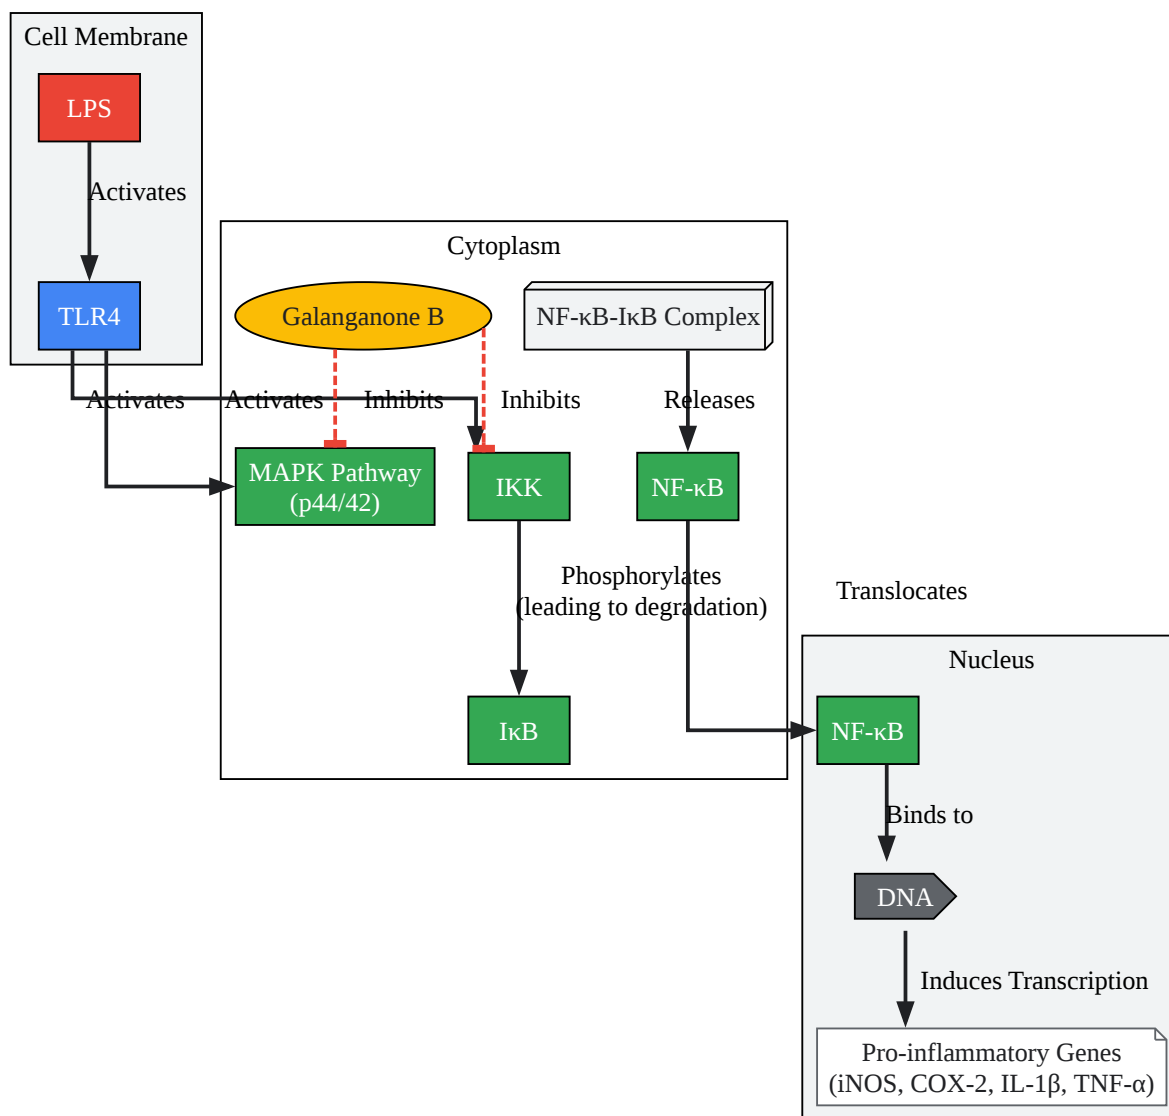 Cell Membrane
LPS
Activates
TLR4
Cytoplasm
Galanganone B
NF-κB-IκB Complex
Activates
Activates
Inhibits
Inhibits
Releases
MAPK Pathway
(p44/42)
IKK
NF-κB
Phosphorylates
(leading to degradation)
Translocates
IκB
Nucleus
NF-κB
Binds to
DNA
Induces Transcription
Pro-inflammatory Genes
(iNOS, COX-2, IL-1β, TNF-α)